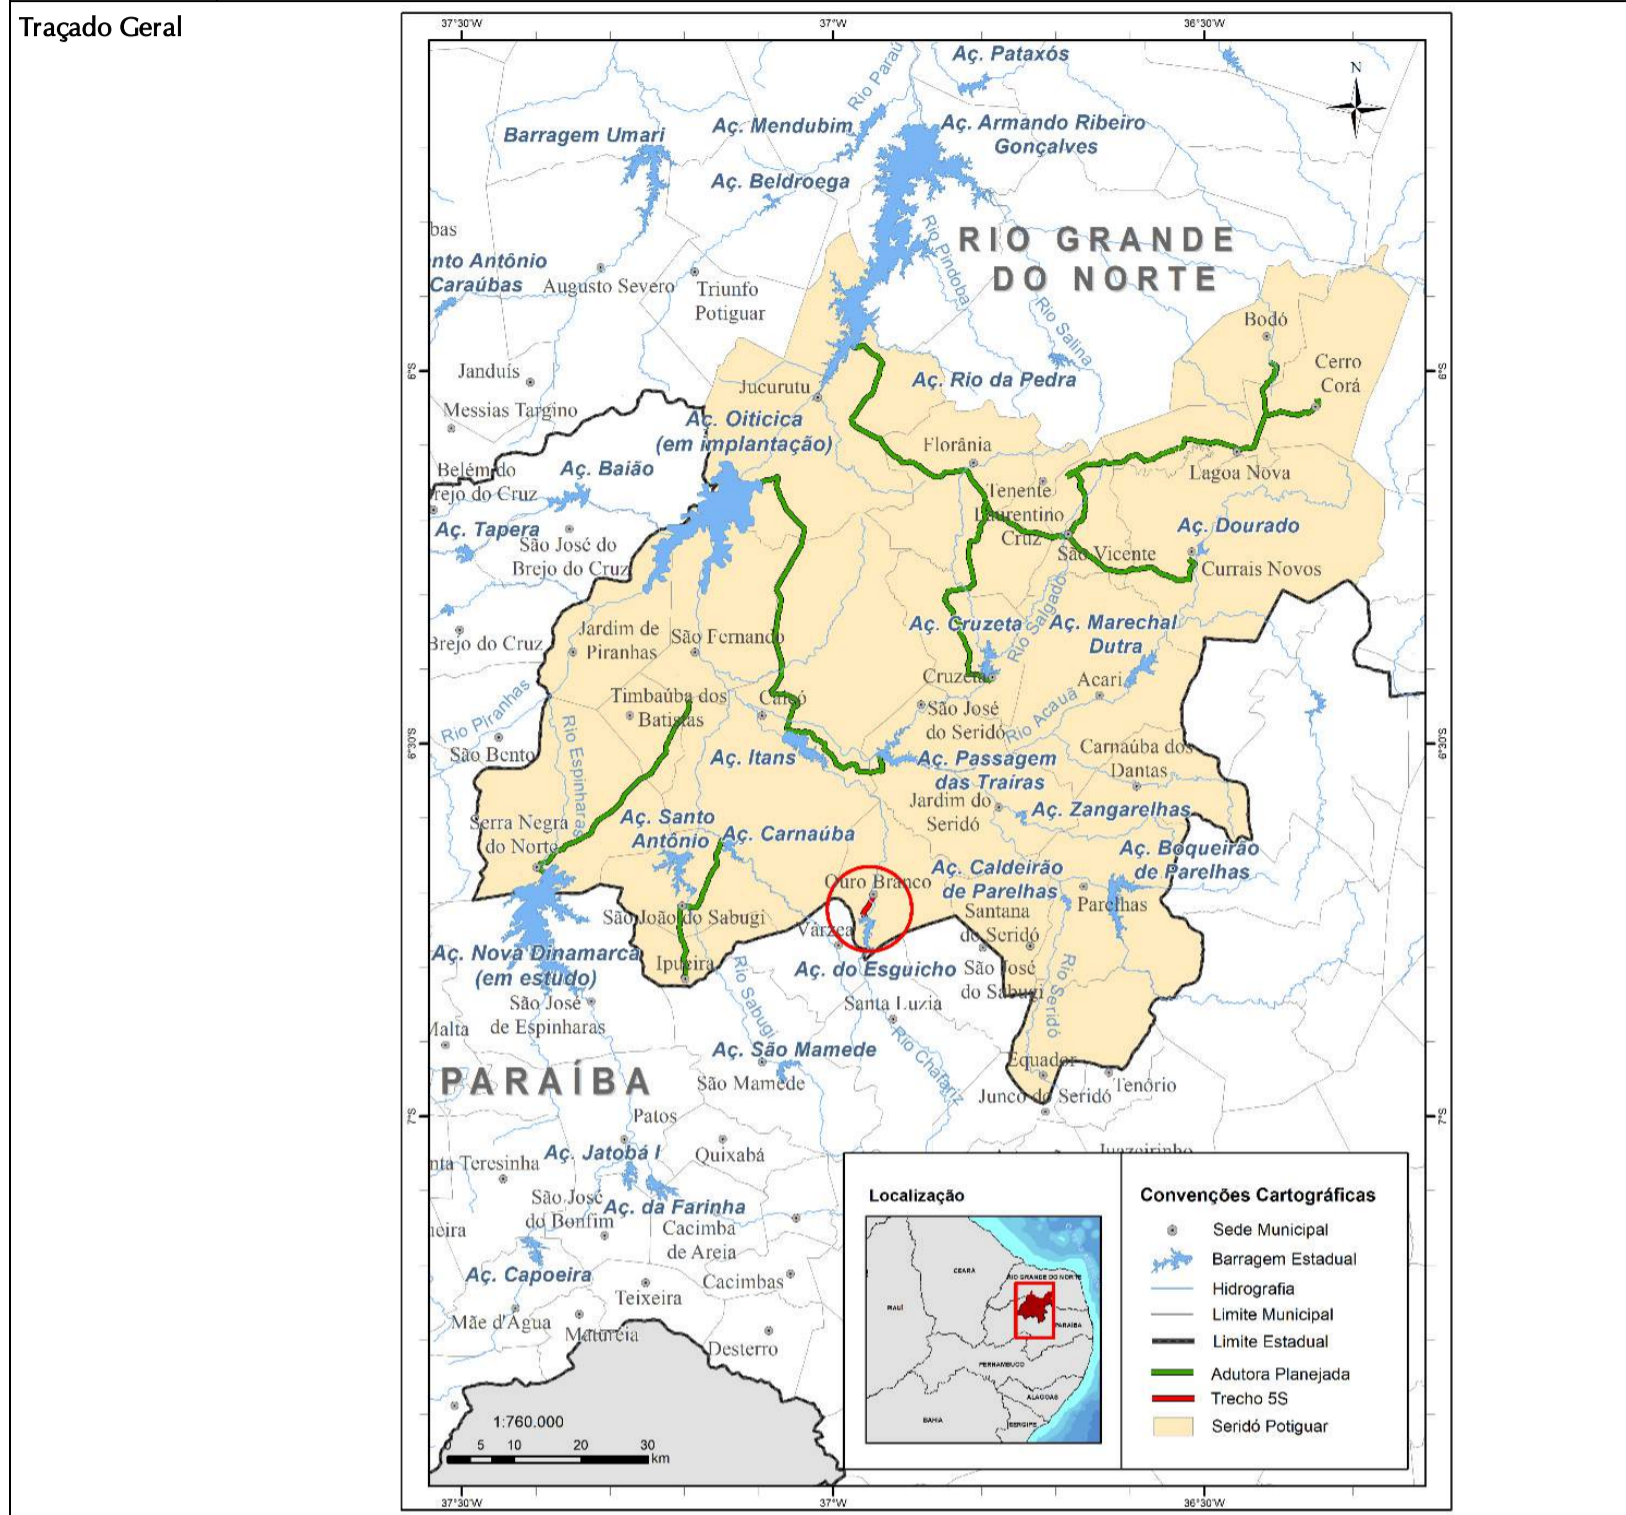 Traçado Geral
37°30'W
37°W
36°30'W
Aç. Pataxós
Rio Paraú
N
Barragem Umari
Aç. Mendubim
Aç. Armando Ribeiro
Gonçalves
Aç. Beldroega
RIO GRANDE
DO NORTE
Rio Pindoba
bas
nto Antônio
Caraúbas
Augusto Severo
Triunfo
Potiguar
Rio Salina
Bodó
6°S
6°S
Janduís
Jucurutu
Aç. Rio da Pedra
Cerro
Corá
Messias Targino
Aç. Oiticica
(em implantação)
Florânia
Lagoa Nova
Belém do
rejo do Cruz
Aç. Baião
Tenente
Laurentino
Cruz
Aç. Tapera
São José do
Brejo do Cruz
Aç. Dourado
São Vicente
Currais Novos
Rio Salgado
Brejo do Cruz
Jardim de
Piranhas
São Fernando
Aç. Cruzeta
Aç. Marechal
Dutra
Cruzeta
Acari
Timbaúba dos
Batistas
Caicó
São José
do Seridó
Rio Acauã
Rio Piranhas
Rio Espinharas
6°30'S
6°30'S
São Bento
Aç. Itans
Aç. Passagem
das Traíras
Carnaúba dos
Dantas
Jardim do
Seridó
Aç. Zangarelhas
Serra Negra
do Norte
Aç. Santo
Antônio
Aç. Carnaúba
Aç. Boqueirão
de Parelhas
Ouro Branco
Aç. Caldeirão
de Parelhas
Parelhas
São João do Sabugi
Várzea
Santana
do Seridó
Aç. Nova Dinamarca
(em estudo)
Ipueira
Aç. do Esguicho
São José
do Sabugi
Rio Sabugi
Rio Seridó
São José
de Espinharas
Santa Luzia
Malta
Rio Chafariz
Aç. São Mamede
São Mamede
Equador
Tenório
Junco do Seridó
PARAÍBA
7°S
7°S
Patos
Juazeirinho
nta Teresinha
Aç. Jatobá I
Quixabá
São José
do Bonfim
Aç. da Farinha
Cacimba
de Areia
ueira
Aç. Capoeira
Cacimbas
Teixeira
Mãe d'Água
Maturéia
Desterro
1:760.000
0 5 10 20 30
km
Localização
CEARÁ
RIO GRANDE DO NORTE
PIAUÍ
PARAÍBA
PERNAMBUCO
ALAGOAS
BAHIA
SERGIPE
Convenções Cartográficas
Sede Municipal
Barragem Estadual
Hidrografia
Limite Municipal
Limite Estadual
Adutora Planejada
Trecho 5S
Seridó Potiguar
37°30'W
37°W
36°30'W